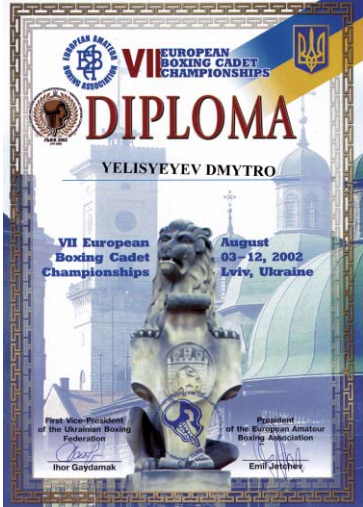 EUROPEAN AMATEUR
BOXING ASSOCIATION
VII EUROPEAN
BOXING CADET
CHAMPIONSHIPS
DIPLOMA
YELISYEYEV DMYTRO
VII European
Boxing Cadet
Championships
August
03-12, 2002
Lviv, Ukraine
First Vice-President
of the Ukrainian Boxing
Federation
Ihor Gaydamak
President
of the European Amateur
Boxing Association
Emil Jetchev